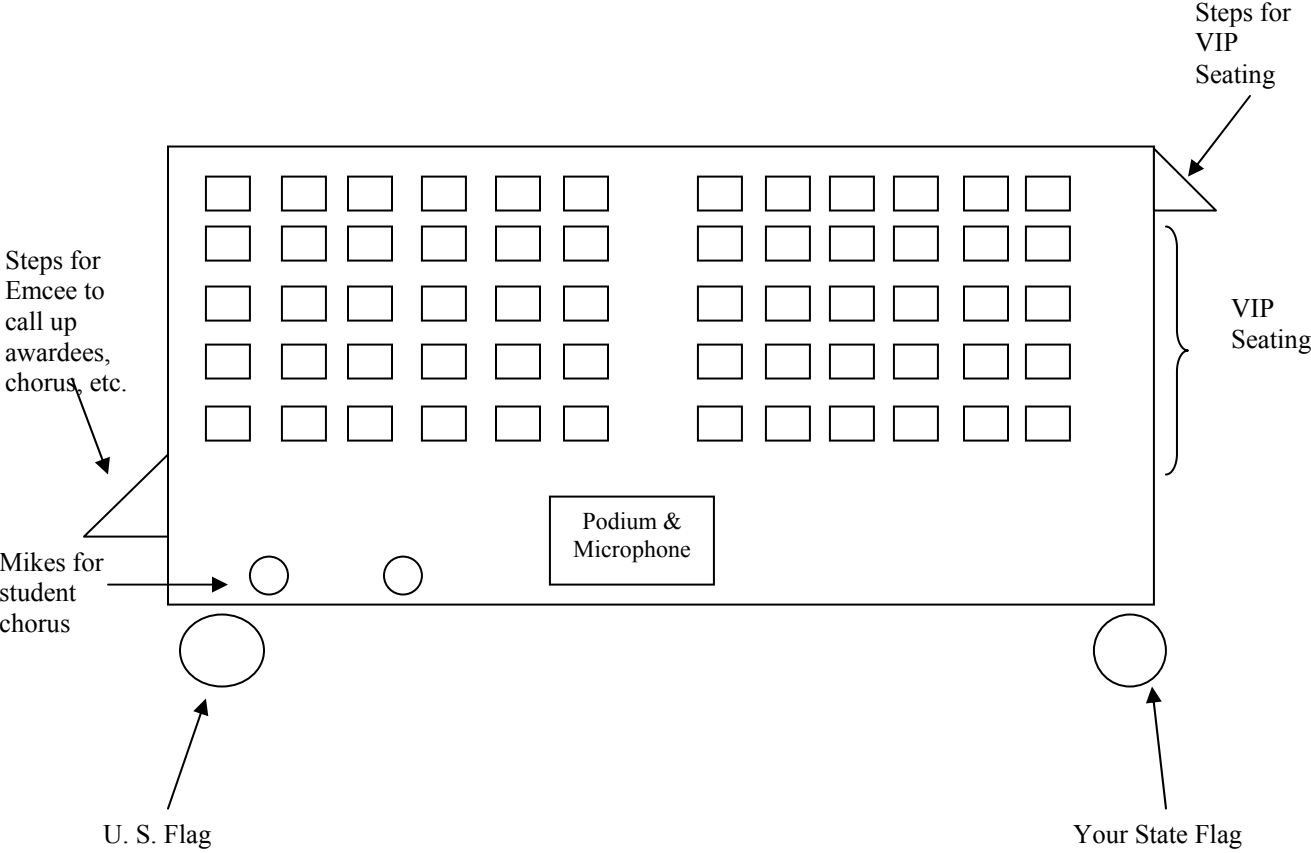 Steps for
VIP
Seating
Steps for
Emcee to
call up
awardees,
chorus, etc.
VIP
Seating
Podium &
Microphone
Mikes for
student
chorus
U. S. Flag
Your State Flag